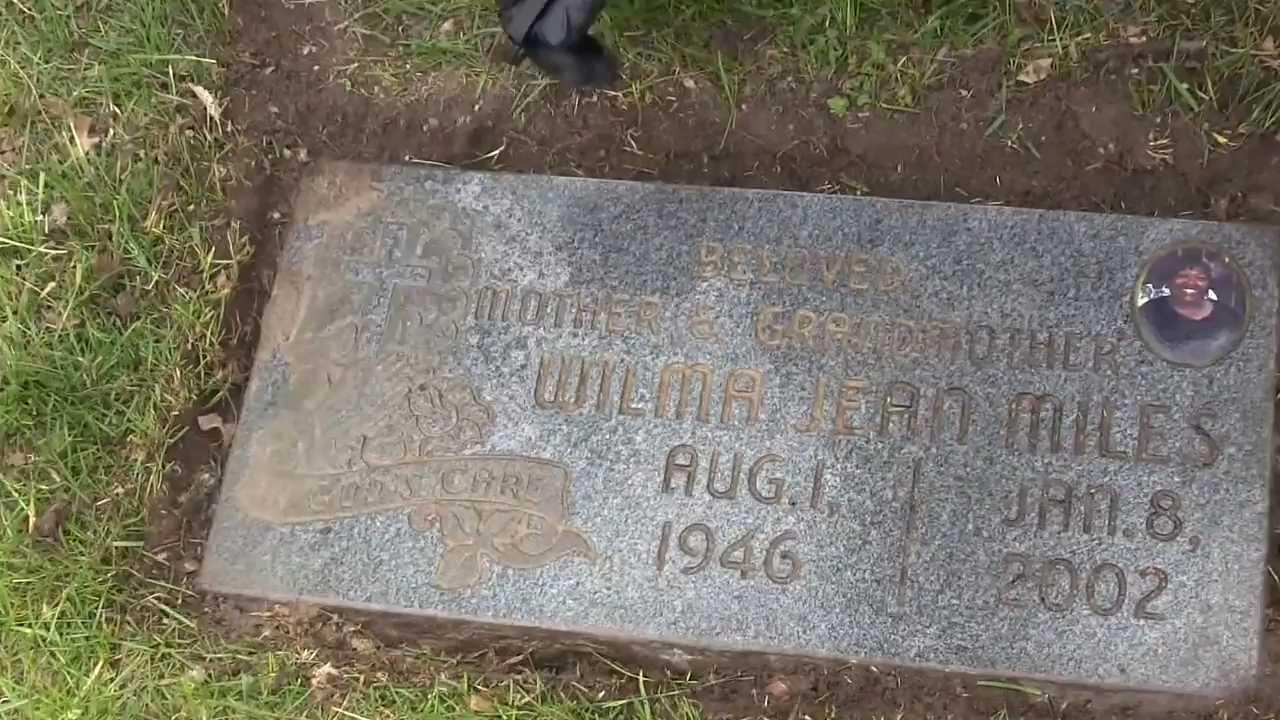 BELOVED
MOTHER & GRANDMOTHER
WILMA JEAN MILES
AUG. 1, 1946
JAN. 8, 2002
GOD'S CARE